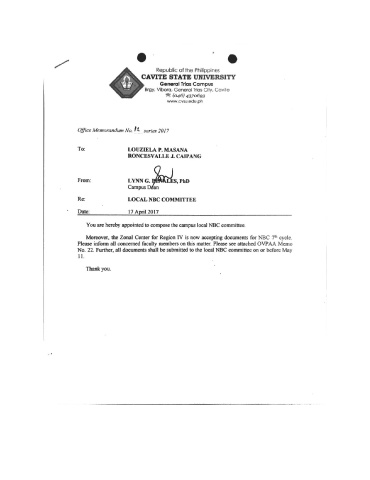 Republic of the Philippines
CAVITE STATE UNIVERSITY
General Trias Campus
Brgy. Vibora, General Trias City, Cavite
www.cvsu.edu.ph
Office Memorandum No. 12 series 2017
To: LOUZIELA P. MASANA
RONCESVALLE J. CAIPANG
From: LYNN G. PHD
Campus Dean
Re: LOCAL NBC COMMITTEE
Date: 17 April 2017
You are hereby appointed to compose the campus local NBC committee
Moreover, the Zonal Center for Region IV is now accepting documents for NBC 7th cycle.
Please inform all concerned faculty members on this matter. Please see attached OVPAA Memo
No. 22. Further, all documents shall be submitted to the local NBC committee on or before May
11.
Thank you.